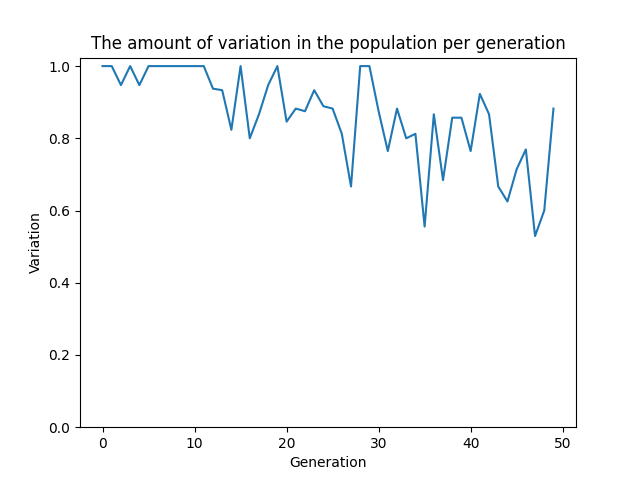 The amount of variation in the population per generation
1.0
0.8
0.6
0.4
0.2
0.0
Variation
0 10 20 30 40 50
Generation